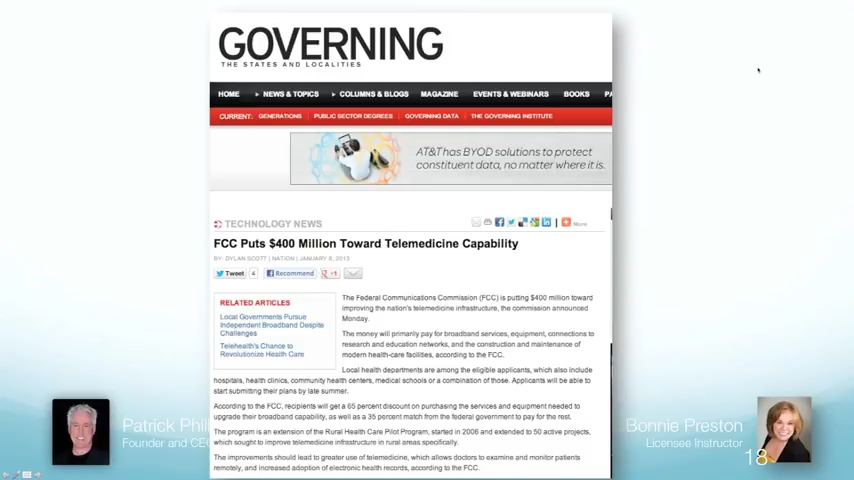 GOVERNING
THE STATES AND LOCALITIES
HOME NEWS & TOPICS COLUMNS & BLOGS MAGAZINE EVENTS & WEBINARS BOOKS PA
CURRENT: GENERATIONS PUBLIC SECTOR DEGREES GOVERNING DATA THE GOVERNING INSTITUTE
AT&T has BYOD solutions to protect
constituent data, no matter where it is.
TECHNOLOGY NEWS
More
FCC Puts $400 Million Toward Telemedicine Capability
BY: DYLAN SCOTT | NATION | JANUARY 8, 2013
Tweet 4 Recommend +1
RELATED ARTICLES
Local Governments Pursue
Independent Broadband Despite
Challenges
Telehealth's Chance to
Revolutionize Health Care
The Federal Communications Commission (FCC) is putting $400 million toward
improving the nation's telemedicine infrastructure, the commission announced
Monday.
The money will primarily pay for broadband services, equipment, connections to
research and education networks, and the construction and maintenance of
modern health-care facilities, according to the FCC.
Local health departments are among the eligible applicants, which also include
hospitals, health clinics, community health centers, medical schools or a combination of those. Applicants will be able to
start submitting their plans by late summer.
According to the FCC, recipients will get a 65 percent discount on purchasing the services and equipment needed to
upgrade their broadband capability, as well as a 35 percent match from the federal government to pay for the rest.
The program is an extension of the Rural Health Care Pilot Program, started in 2006 and extended to 50 active projects,
which sought to improve telemedicine infrastructure in rural areas specifically.
The improvements should lead to greater use of telemedicine, which allows doctors to examine and monitor patients
remotely, and increased adoption of electronic health records, according to the FCC.
Patrick Phil
Founder and CE
Bonnie Preston
Licensee Instructor
18